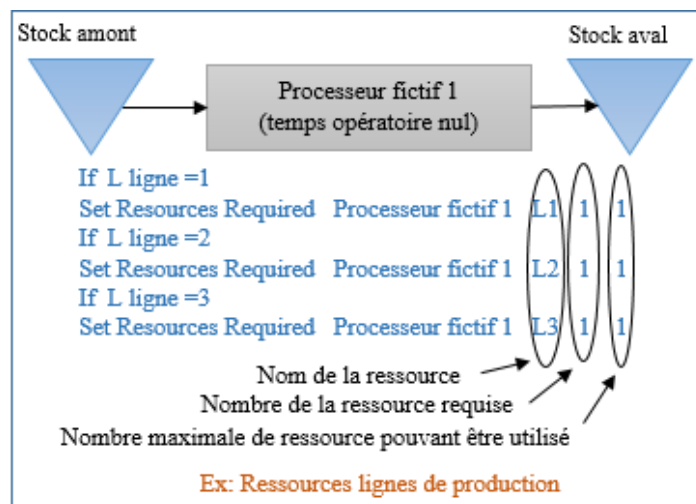 Stock amont
Stock aval
Processeur fictif 1
(temps opératoire nul)
If L ligne =1
Set Resources Required Processeur fictif 1 L1 1 1
If L ligne =2
Set Resources Required Processeur fictif 1 L2 1 1
If L ligne =3
Set Resources Required Processeur fictif 1 L3 1 1
Nom de la ressource
Nombre de la ressource requise
Nombre maximale de ressource pouvant être utilisé
Ex: Ressources lignes de production